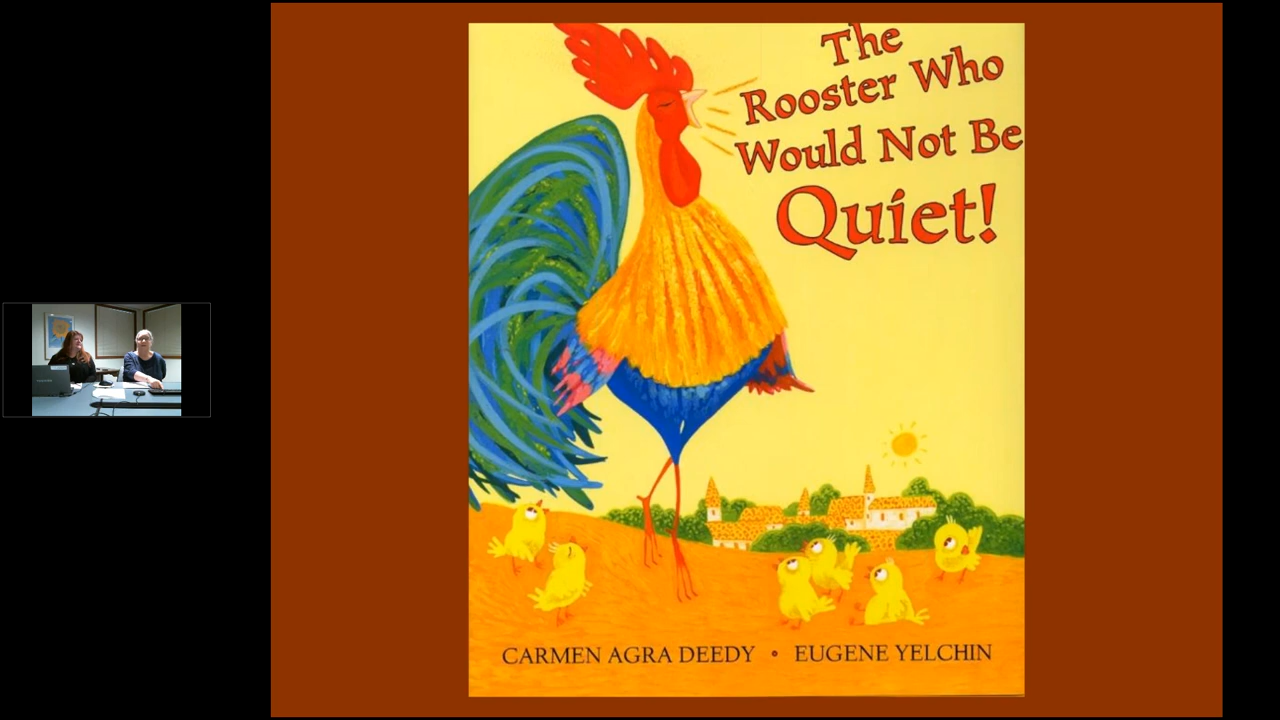 The
Rooster Who
Would Not Be
Quiet!
CARMEN AGRA DEEDY • EUGENE YELCHIN